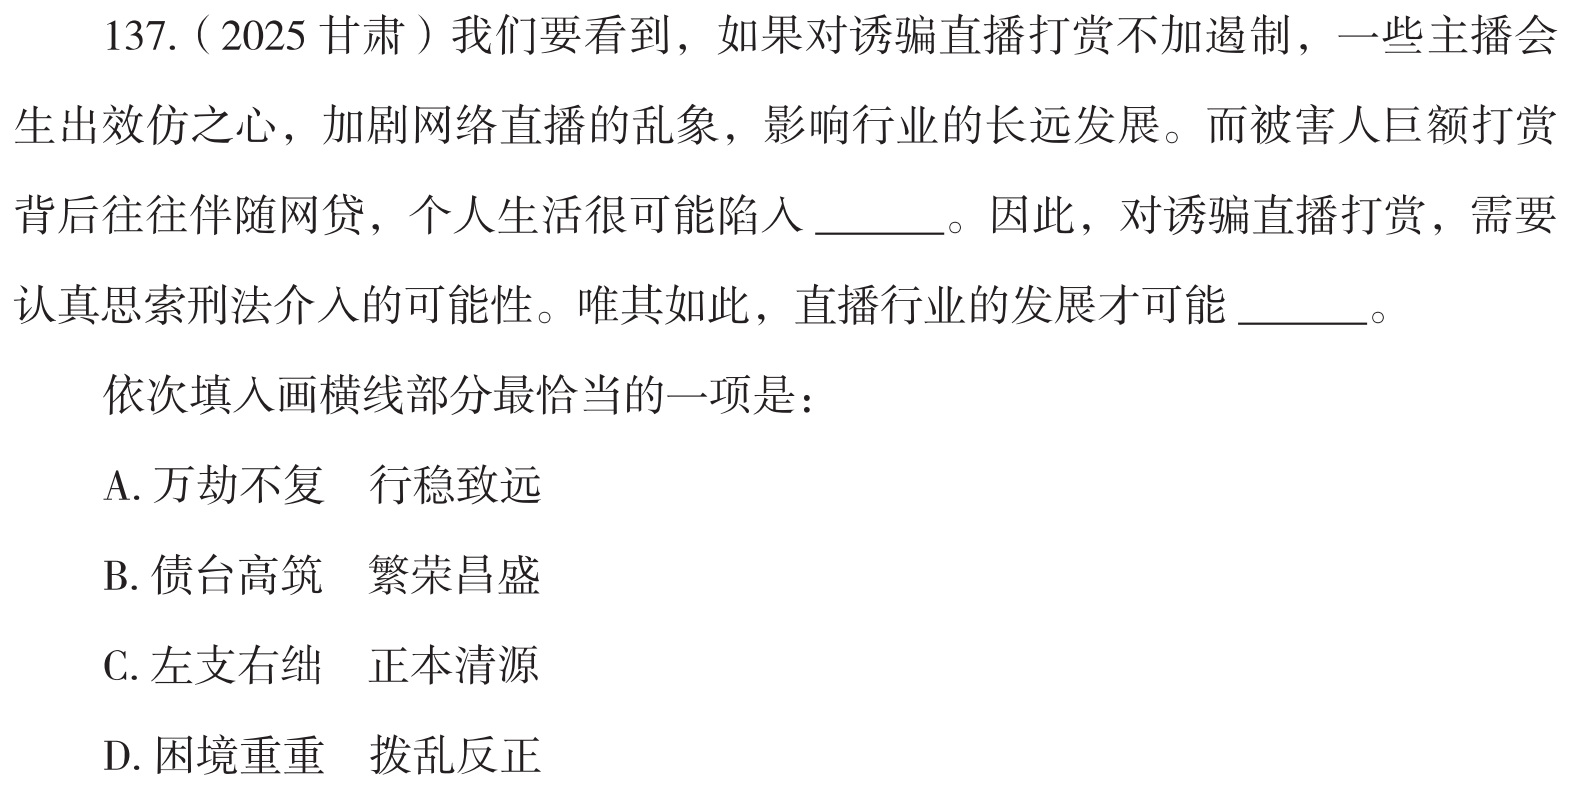 137.（2025 甘肃）我们要看到，如果对诱骗直播打赏不加遏制，一些主播会
生出效仿之心，加剧网络直播的乱象，影响行业的长远发展。而被害人巨额打赏
背后往往伴随网贷，个人生活很可能陷入 ______。因此，对诱骗直播打赏，需要
认真思索刑法介入的可能性。唯其如此，直播行业的发展才可能 ______。
依次填入画横线部分最恰当的一项是：
A. 万劫不复　行稳致远
B. 债台高筑　繁荣昌盛
C. 左支右绌　正本清源
D. 困境重重　拨乱反正